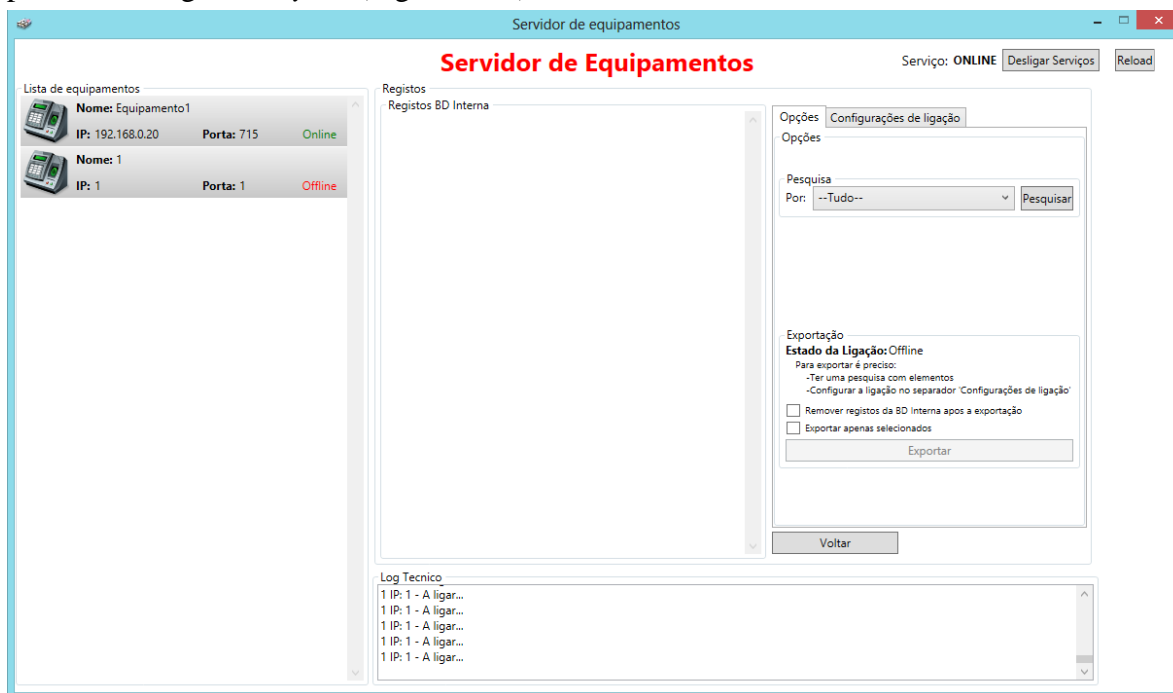 Servidor de equipamentos
Servidor de Equipamentos
Serviço: ONLINE Desligar Serviços Reload
Lista de equipamentos
Nome: Equipamento1
IP: 192.168.0.20 Porta: 715 Online
Nome: 1
IP: 1 Porta: 1 Offline
Registos
Registos BD Interna
Opções Configurações de ligação
Opções
Pesquisa
Por: --Tudo-- Pesquisar
Exportação
Estado da Ligação: Offline
Para exportar é preciso:
-Ter uma pesquisa com elementos
-Configurar a ligação no separador 'Configurações de ligação'
Remover registos da BD Interna apos a exportação
Exportar apenas selecionados
Exportar
Voltar
Log Tecnico
1 IP: 1 - A ligar...
1 IP: 1 - A ligar...
1 IP: 1 - A ligar...
1 IP: 1 - A ligar...
1 IP: 1 - A ligar...